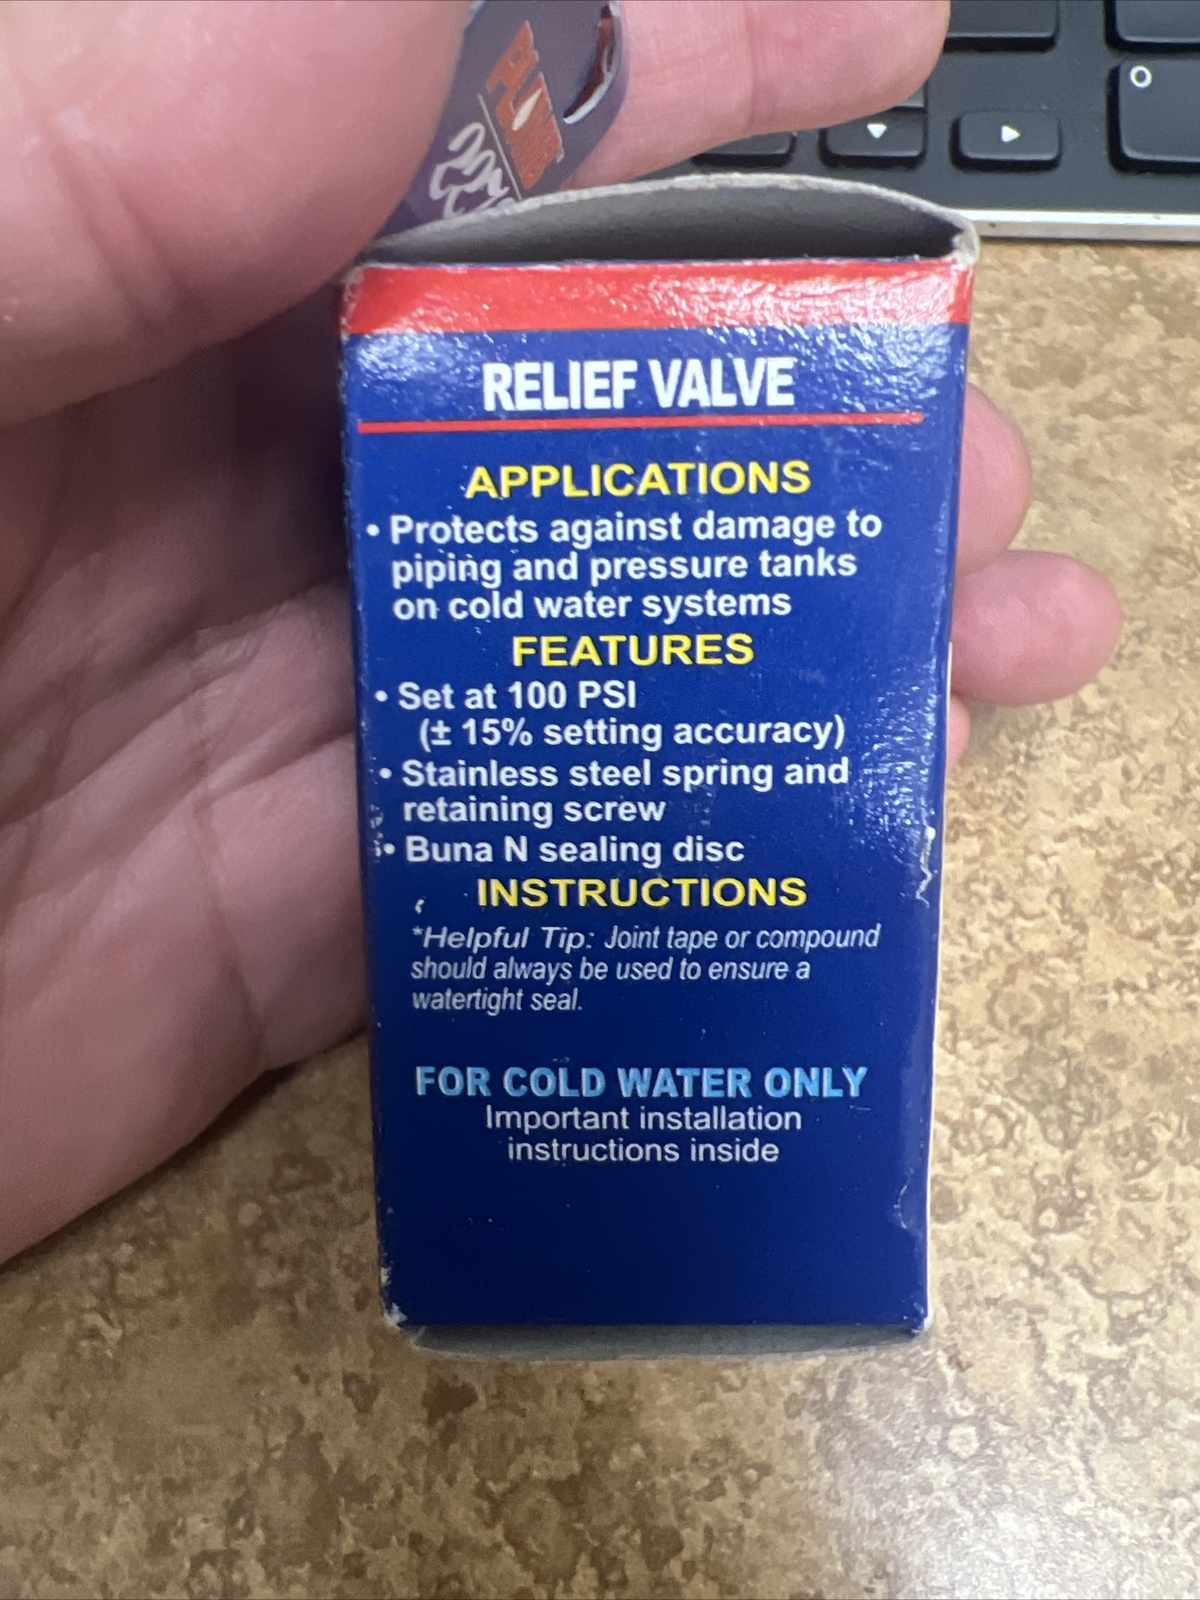 RELIEF VALVE
APPLICATIONS
• Protects against damage to
piping and pressure tanks
on cold water systems
FEATURES
• Set at 100 PSI
(± 15% setting accuracy)
• Stainless steel spring and
retaining screw
• Buna N sealing disc
INSTRUCTIONS
*Helpful Tip: Joint tape or compound
should always be used to ensure a
watertight seal.
FOR COLD WATER ONLY
Important installation
instructions inside